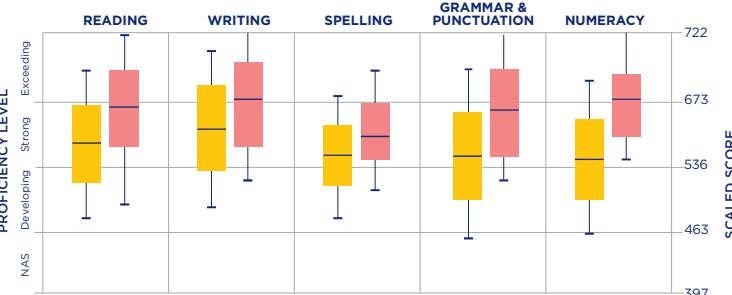 READING
WRITING
SPELLING
GRAMMAR &
PUNCTUATION
NUMERACY
PROFICIENCY LEVEL
Exceeding
Strong
Developing
NAS
722
673
536
463
397
SCALED SCORE